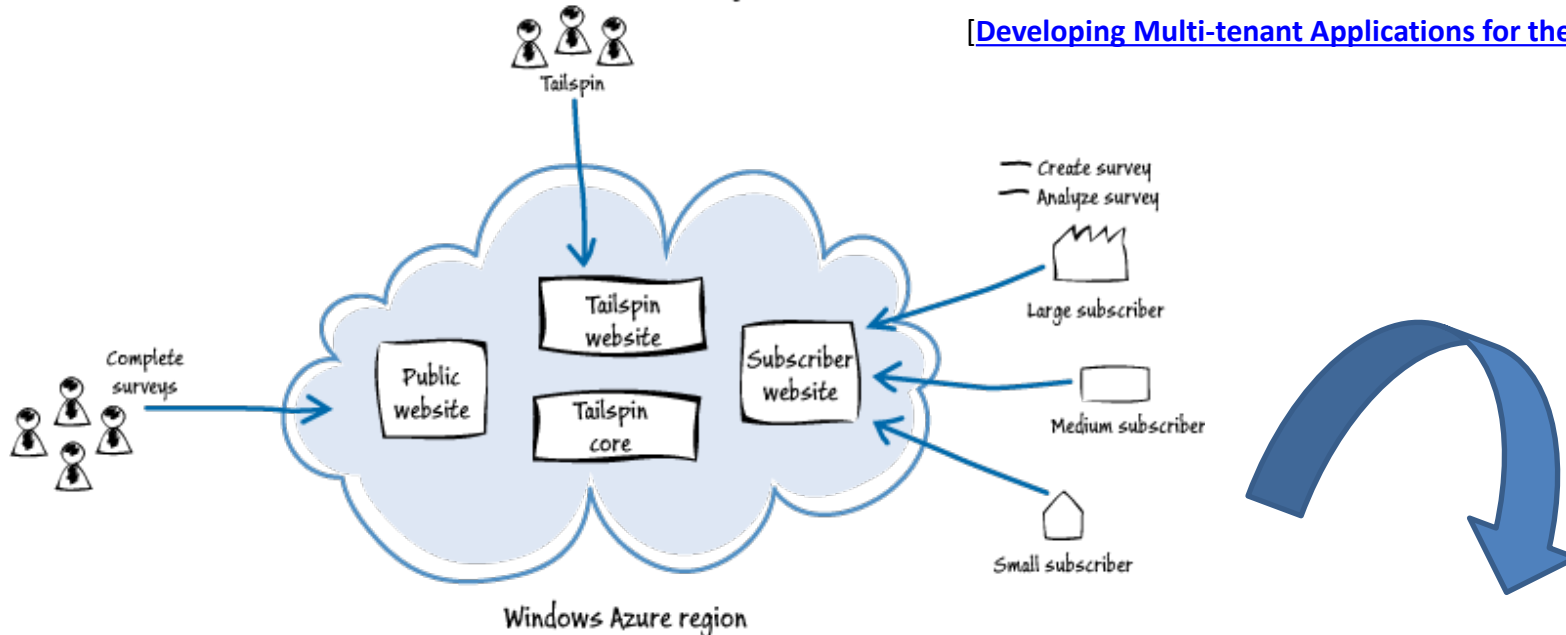 [Developing Multi-tenant Applications for the
Tailspin
Create survey
Analyze survey
Large subscriber
Medium subscriber
Small subscriber
Complete
surveys
Public
website
Tailspin
website
Tailspin
core
Subscriber
website
Windows Azure region